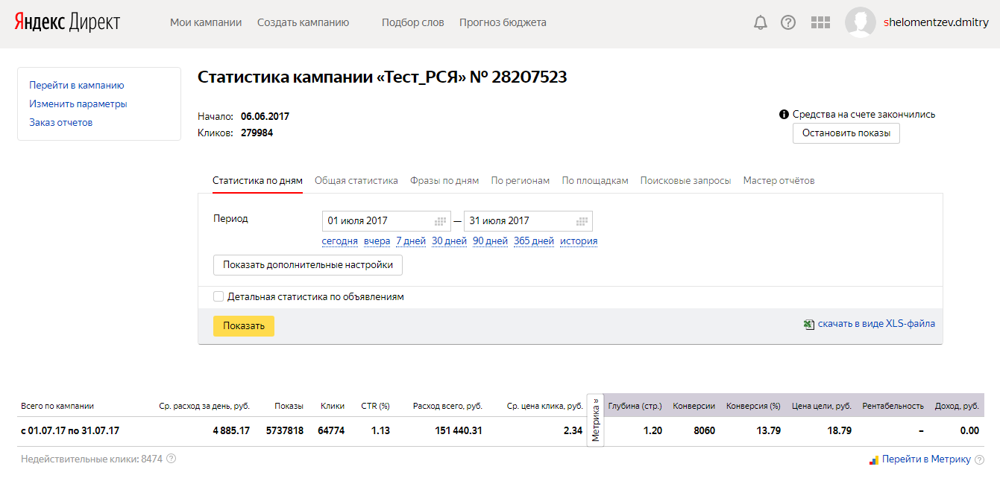 Яндекс Директ
Мои кампании Создать кампанию Подбор слов Прогноз бюджета
shelomentzev.dmitry
Перейти в кампанию
Изменить параметры
Заказ отчетов
Статистика кампании «Тест_РСЯ» № 28207523
Начало: 06.06.2017
Кликов: 279984
Средства на счете закончились
Остановить показы
Статистика по дням Общая статистика Фразы по дням По регионам По площадкам Поисковые запросы Мастер отчётов
Период 01 июля 2017 — 31 июля 2017
сегодня вчера 7 дней 30 дней 90 дней 365 дней история
Показать дополнительные настройки
Детальная статистика по объявлениям
Показать скачать в виде XLS-файла
Всего по кампании Ср. расход за день, руб. Показы Клики CTR (%) Расход всего, руб. Ср. цена клика, руб. Метрика » Глубина (стр.) Конверсии Конверсия (%) Цена цели, руб. Рентабельность Доход, руб.
с 01.07.17 по 31.07.17 4 885.17 5737818 64774 1.13 151 440.31 2.34 1.20 8060 13.79 18.79 – 0.00
Недействительные клики: 8474 ? Перейти в Метрику ?